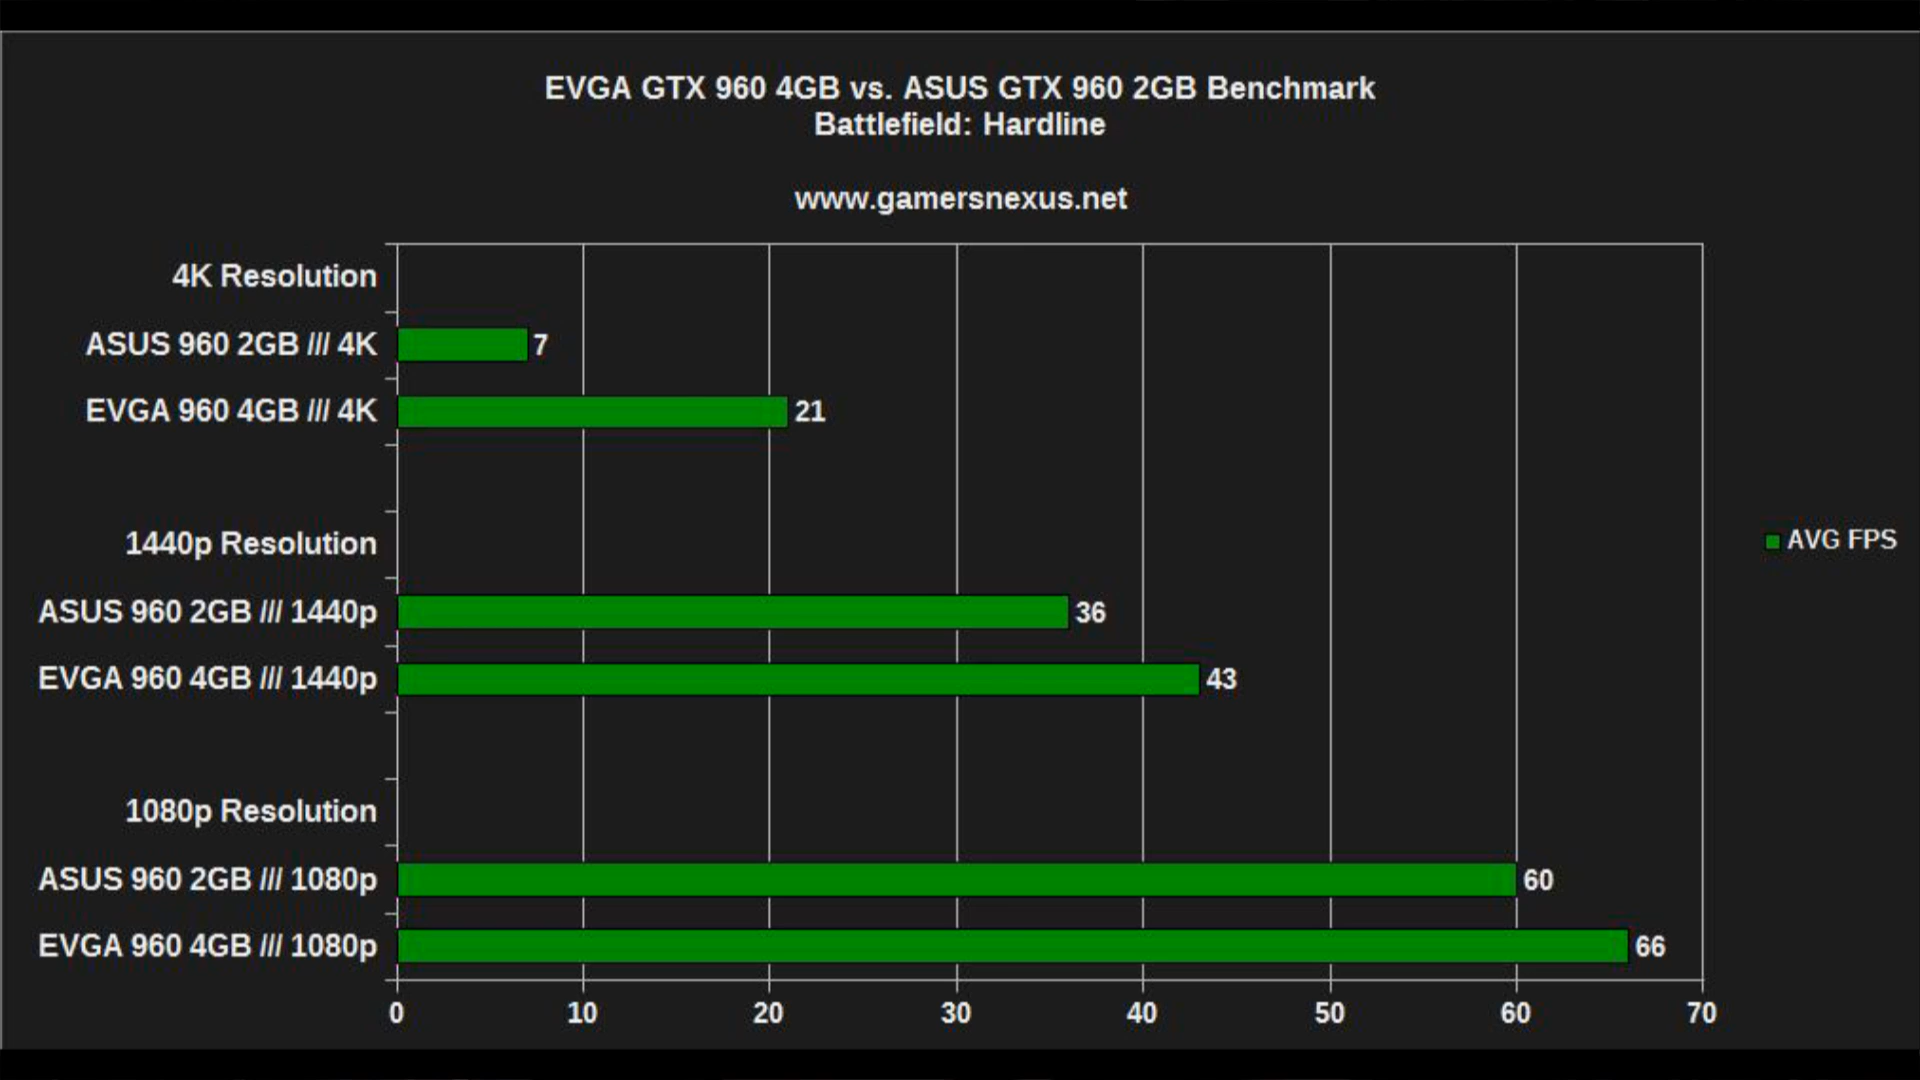 EVGA GTX 960 4GB vs. ASUS GTX 960 2GB Benchmark
Battlefield: Hardline
www.gamersnexus.net
4K Resolution
ASUS 960 2GB /// 4K 7
EVGA 960 4GB /// 4K 21
1440p Resolution
AVG FPS
ASUS 960 2GB /// 1440p 36
EVGA 960 4GB /// 1440p 43
1080p Resolution
ASUS 960 2GB /// 1080p 60
EVGA 960 4GB /// 1080p 66
0 10 20 30 40 50 60 70